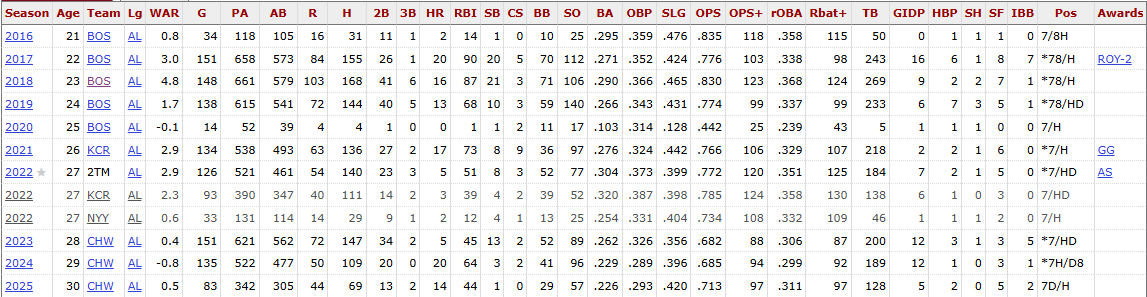 Season Age Team Lg WAR G PA AB R H 2B 3B HR RBI SB CS BB SO BA OBP SLG OPS OPS+ rOBA Rbat+ TB GIDP HBP SH SF IBB Pos Awards
2016 21 BOS AL 0.8 34 118 105 16 31 11 1 2 14 1 0 10 25 .295 .359 .476 .835 118 .358 115 50 0 1 1 1 0 7/8H
2017 22 BOS AL 3.0 151 658 573 84 155 26 1 20 90 20 5 70 112 .271 .352 .424 .776 103 .338 98 243 16 6 1 8 7 *78/H ROY-2
2018 23 BOS AL 4.8 148 661 579 103 168 41 6 16 87 21 3 71 106 .290 .366 .465 .830 123 .368 124 269 9 2 2 7 1 *78/H
2019 24 BOS AL 1.7 138 615 541 72 144 40 5 13 68 10 3 59 140 .266 .343 .431 .774 99 .337 99 233 6 7 3 5 1 *78/HD
2020 25 BOS AL -0.1 14 52 39 4 4 1 0 0 1 1 2 11 17 .103 .314 .128 .442 25 .239 43 5 1 1 1 0 0 7/H
2021 26 KCR AL 2.9 134 538 493 63 136 27 2 17 73 8 9 36 97 .276 .324 .442 .766 106 .329 107 218 2 2 1 6 0 *7/H GG
2022 ★ 27 2TM AL 2.9 126 521 461 54 140 23 3 5 51 8 3 52 77 .304 .373 .399 .772 120 .351 125 184 7 2 1 5 0 *7/HD AS
2022 27 KCR AL 2.3 93 390 347 40 111 14 2 3 39 4 2 39 52 .320 .387 .398 .785 124 .358 130 138 6 1 0 3 0 7/HD
2022 27 NYY AL 0.6 33 131 114 14 29 9 1 2 12 4 1 13 25 .254 .331 .404 .734 108 .332 109 46 1 1 1 2 0 7/H
2023 28 CHW AL 0.4 151 621 562 72 147 34 2 5 45 13 2 52 89 .262 .326 .356 .682 88 .306 87 200 12 3 1 3 5 *7/HD
2024 29 CHW AL -0.8 135 522 477 50 109 20 0 20 64 3 2 41 96 .229 .289 .396 .685 94 .299 92 189 12 1 0 3 1 *7H/D8
2025 30 CHW AL 0.5 83 342 305 44 69 13 2 14 44 1 0 29 57 .226 .293 .420 .713 97 .311 97 128 5 2 0 5 2 7D/H